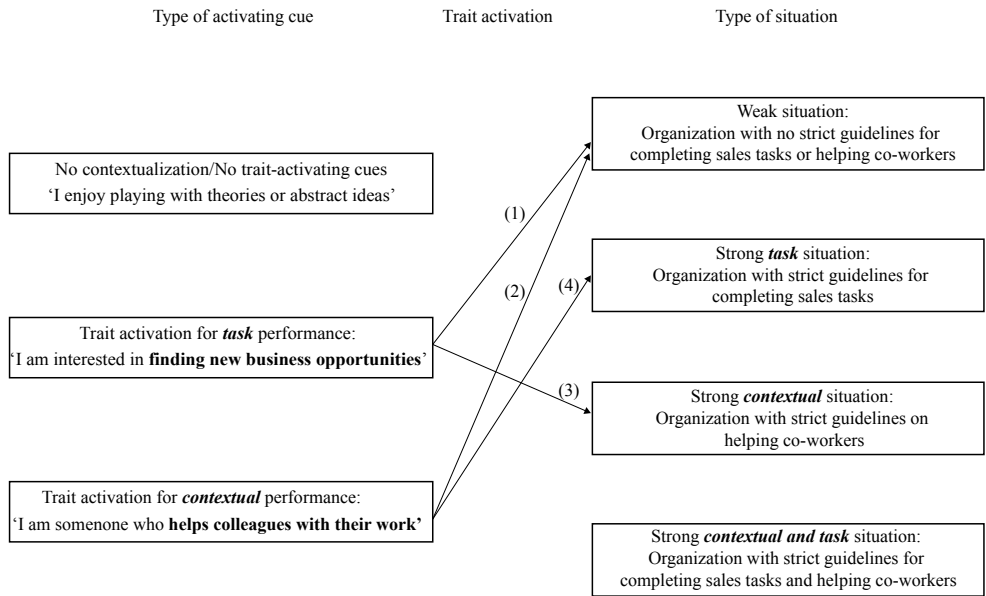 Type of activating cue
Trait activation
Type of situation
No contextualization/No trait-activating cues
‘I enjoy playing with theories or abstract ideas’
Trait activation for task performance:
‘I am interested in finding new business opportunities’
Trait activation for contextual performance:
‘I am somenone who helps colleagues with their work’
(1)
(2)
(4)
(3)
Weak situation:
Organization with no strict guidelines for
completing sales tasks or helping co-workers
Strong task situation:
Organization with strict guidelines for
completing sales tasks
Strong contextual situation:
Organization with strict guidelines on
helping co-workers
Strong contextual and task situation:
Organization with strict guidelines for
completing sales tasks and helping co-workers